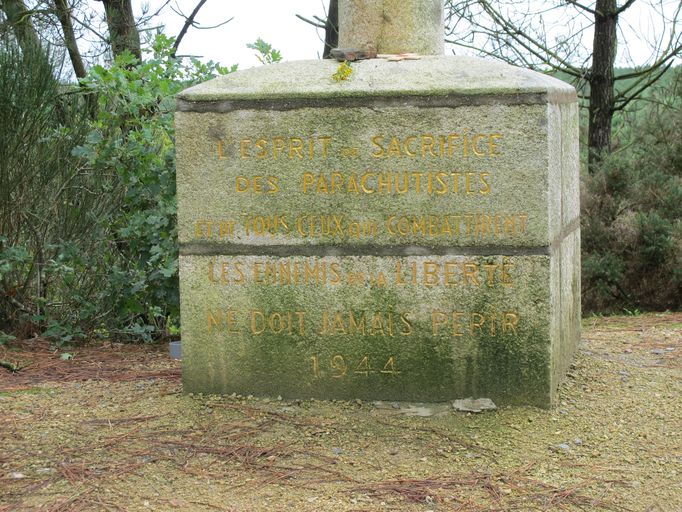 L'ESPRIT DE SACRIFICE
DES PARACHUTISTES
ET DE TOUS CEUX QUI COMBATTIRENT
LES ENNEMIS DE LA LIBERTÉ
NE DOIT JAMAIS PERIR
1944